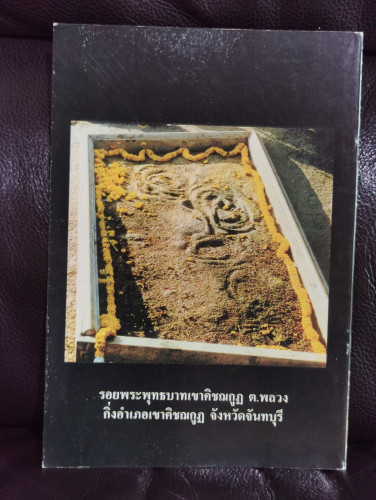 รอยพระพุทธบาทเขาคิชฌกูฏ ต.พลวง
กิ่งอำเภอเขาคิชฌกูฏ จังหวัดจันทบุรี